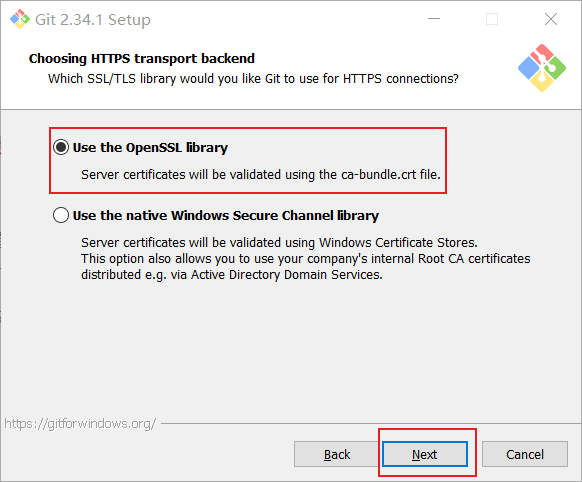 Git 2.34.1 Setup
Choosing HTTPS transport backend
Which SSL/TLS library would you like Git to use for HTTPS connections?
Use the OpenSSL library
Server certificates will be validated using the ca-bundle.crt file.
Use the native Windows Secure Channel library
Server certificates will be validated using Windows Certificate Stores.
This option also allows you to use your company's internal Root CA certificates
distributed e.g. via Active Directory Domain Services.
https://gitforwindows.org/
Back Next Cancel